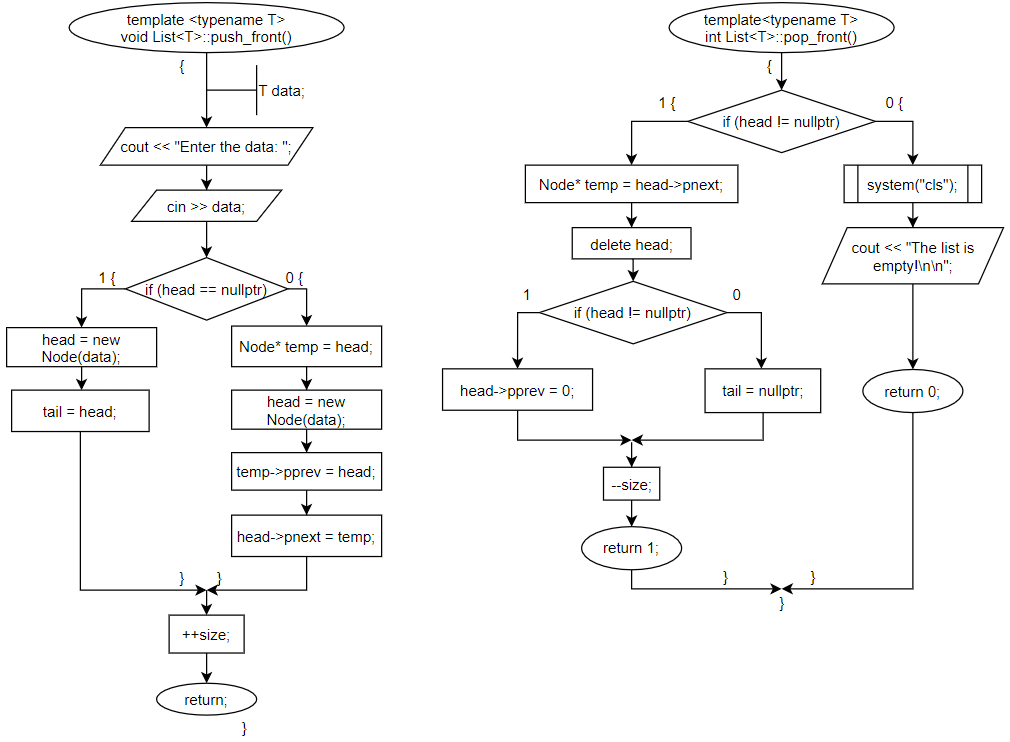 template <typename T>
void List<T>::push_front()
{
T data;
cout << "Enter the data: ";
cin >> data;
1 {
if (head == nullptr)
0 {
head = new
Node(data);
tail = head;
Node* temp = head;
head = new
Node(data);
temp->pprev = head;
head->pnext = temp;
}
}
++size;
return;
}
template<typename T>
int List<T>::pop_front()
{
1 {
if (head != nullptr)
0 {
Node* temp = head->pnext;
delete head;
1
if (head != nullptr)
0
head->pprev = 0;
tail = nullptr;
--size;
return 1;
system("cls");
cout << "The list is
empty!\n\n";
return 0;
}
}
}